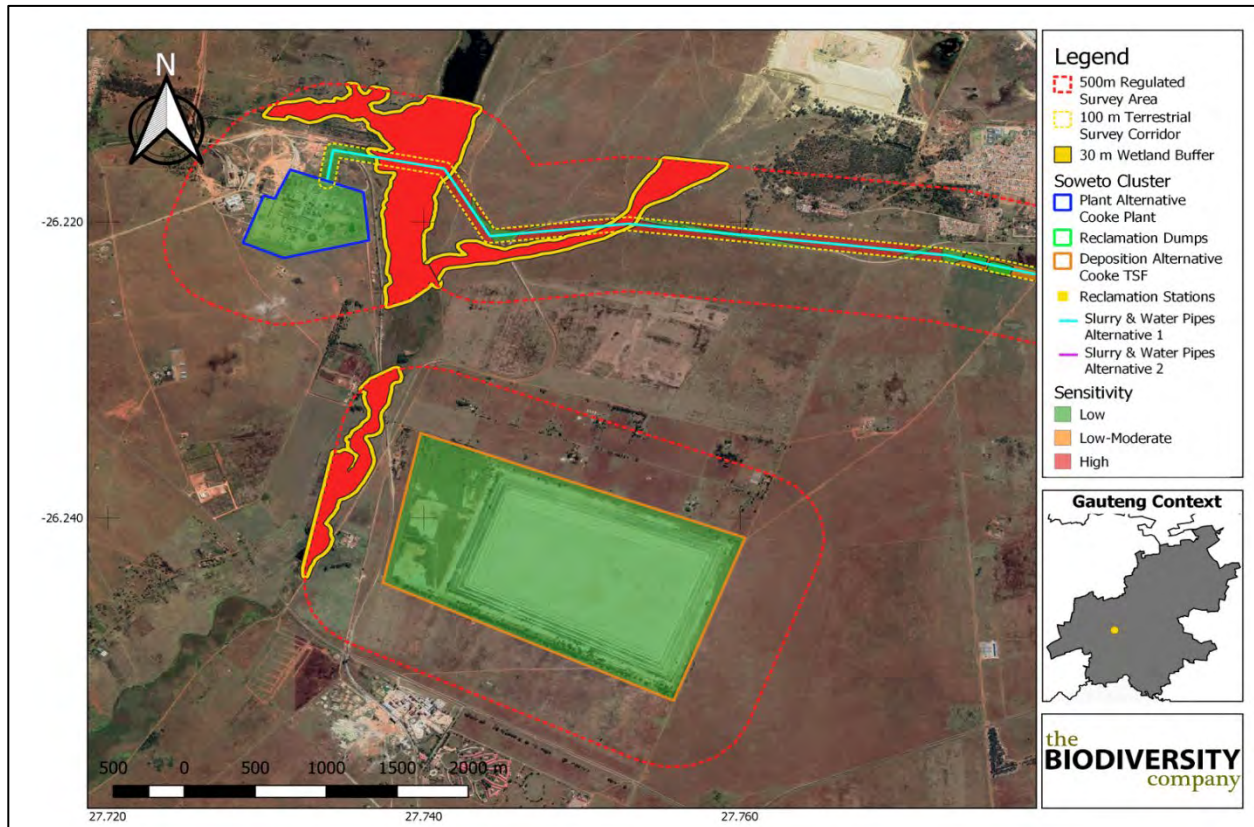 N
-26.220
-26.240
500 0 500 1000 1500 2000 m
27.720 27.740 27.760
Legend
500m Regulated
Survey Area
100 m Terrestrial
Survey Corridor
30 m Wetland Buffer
Soweto Cluster
Plant Alternative
Cooke Plant
Reclamation Dumps
Deposition Alternative
Cooke TSF
Reclamation Stations
Slurry & Water Pipes
Alternative 1
Slurry & Water Pipes
Alternative 2
Sensitivity
Low
Low-Moderate
High
Gauteng Context
the
BIODIVERSITY
company